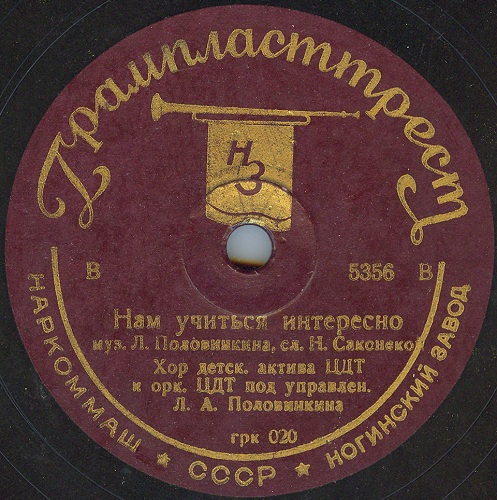 Грампласттрест
НЗ
В 5356 В
Нам учиться интересно
муз. Л. Половинкина, сл. Н. Саконской
Хор детск. актива ЦДТ
и орк. ЦДТ под управлен.
Л. А. Половинкина
грк 020
НАРКОММАШ ★ СССР ★ НОГИНСКИЙ ЗАВОД